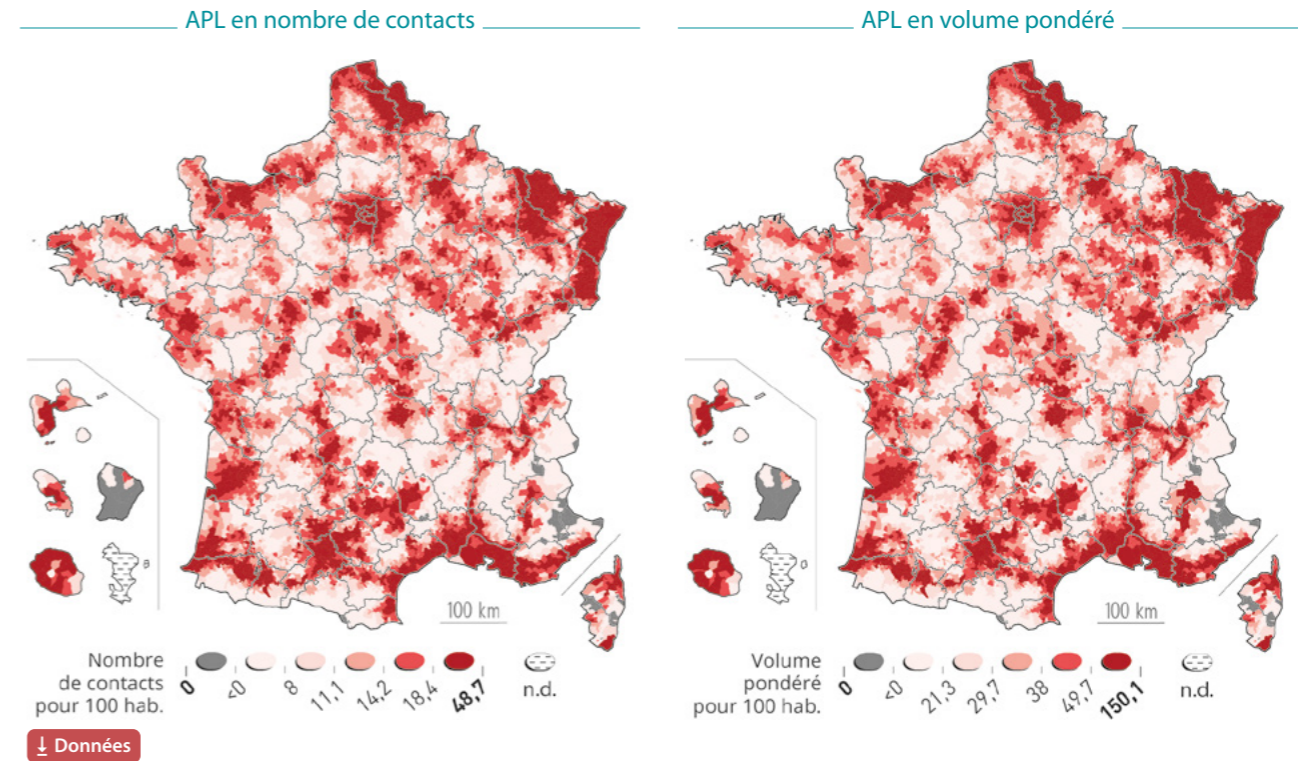 APL en nombre de contacts
APL en volume pondéré
100 km
100 km
Nombre
de contacts
pour 100 hab.
0
<0
8
11,1
14,2
18,4
48,7
n.d.
Volume
pondéré
pour 100 hab.
0
<0
21,3
29,7
38
49,7
150,1
n.d.
Données